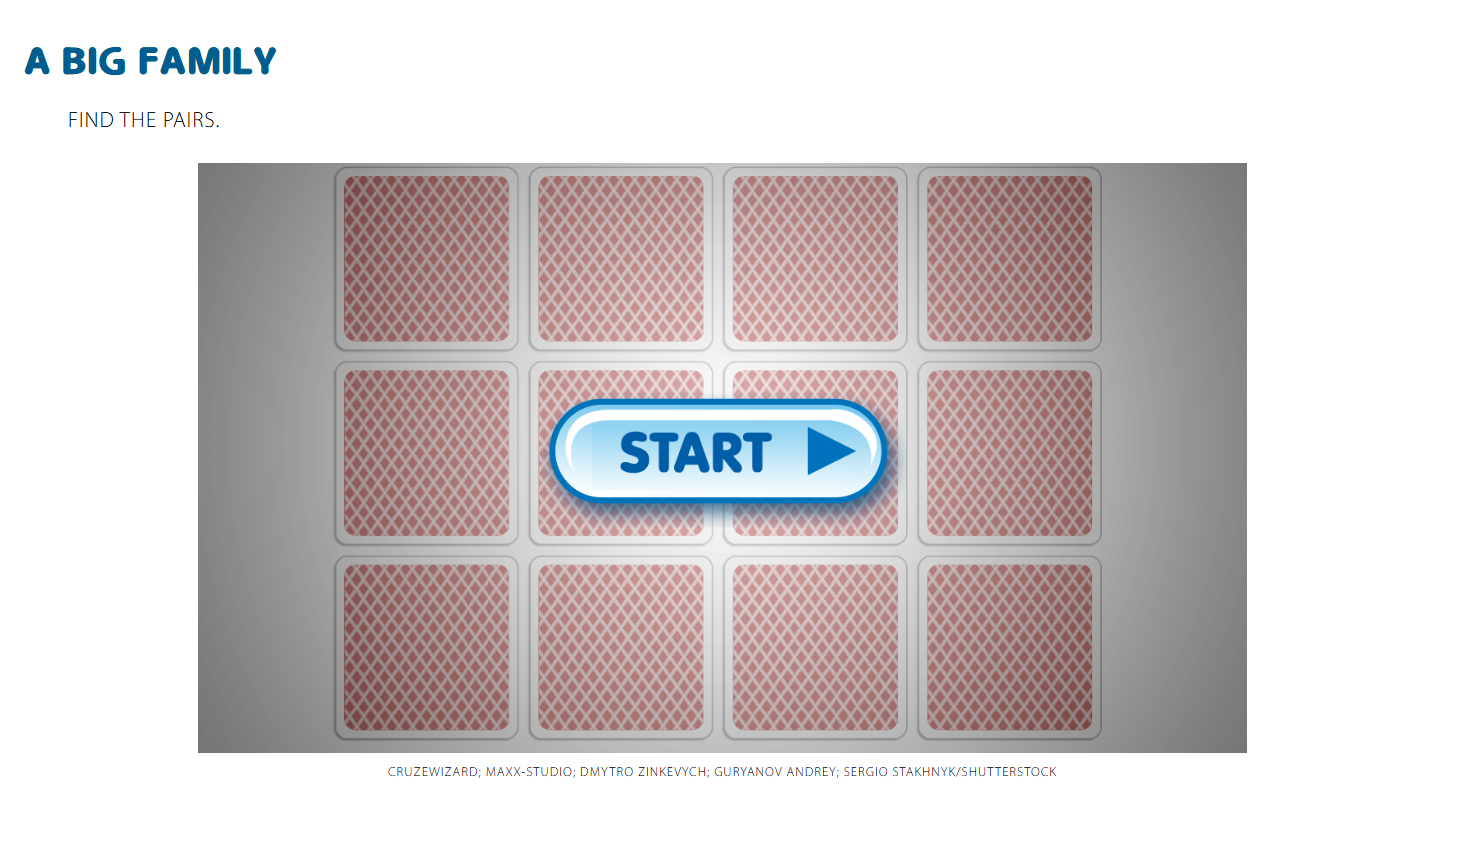 A BIG FAMILY
FIND THE PAIRS.
START
CRUZEWIZARD; MAXX-STUDIO; DMYTRO ZINKEVYCH; GURYANOV ANDREY; SERGIO STAKHNYK/SHUTTERSTOCK